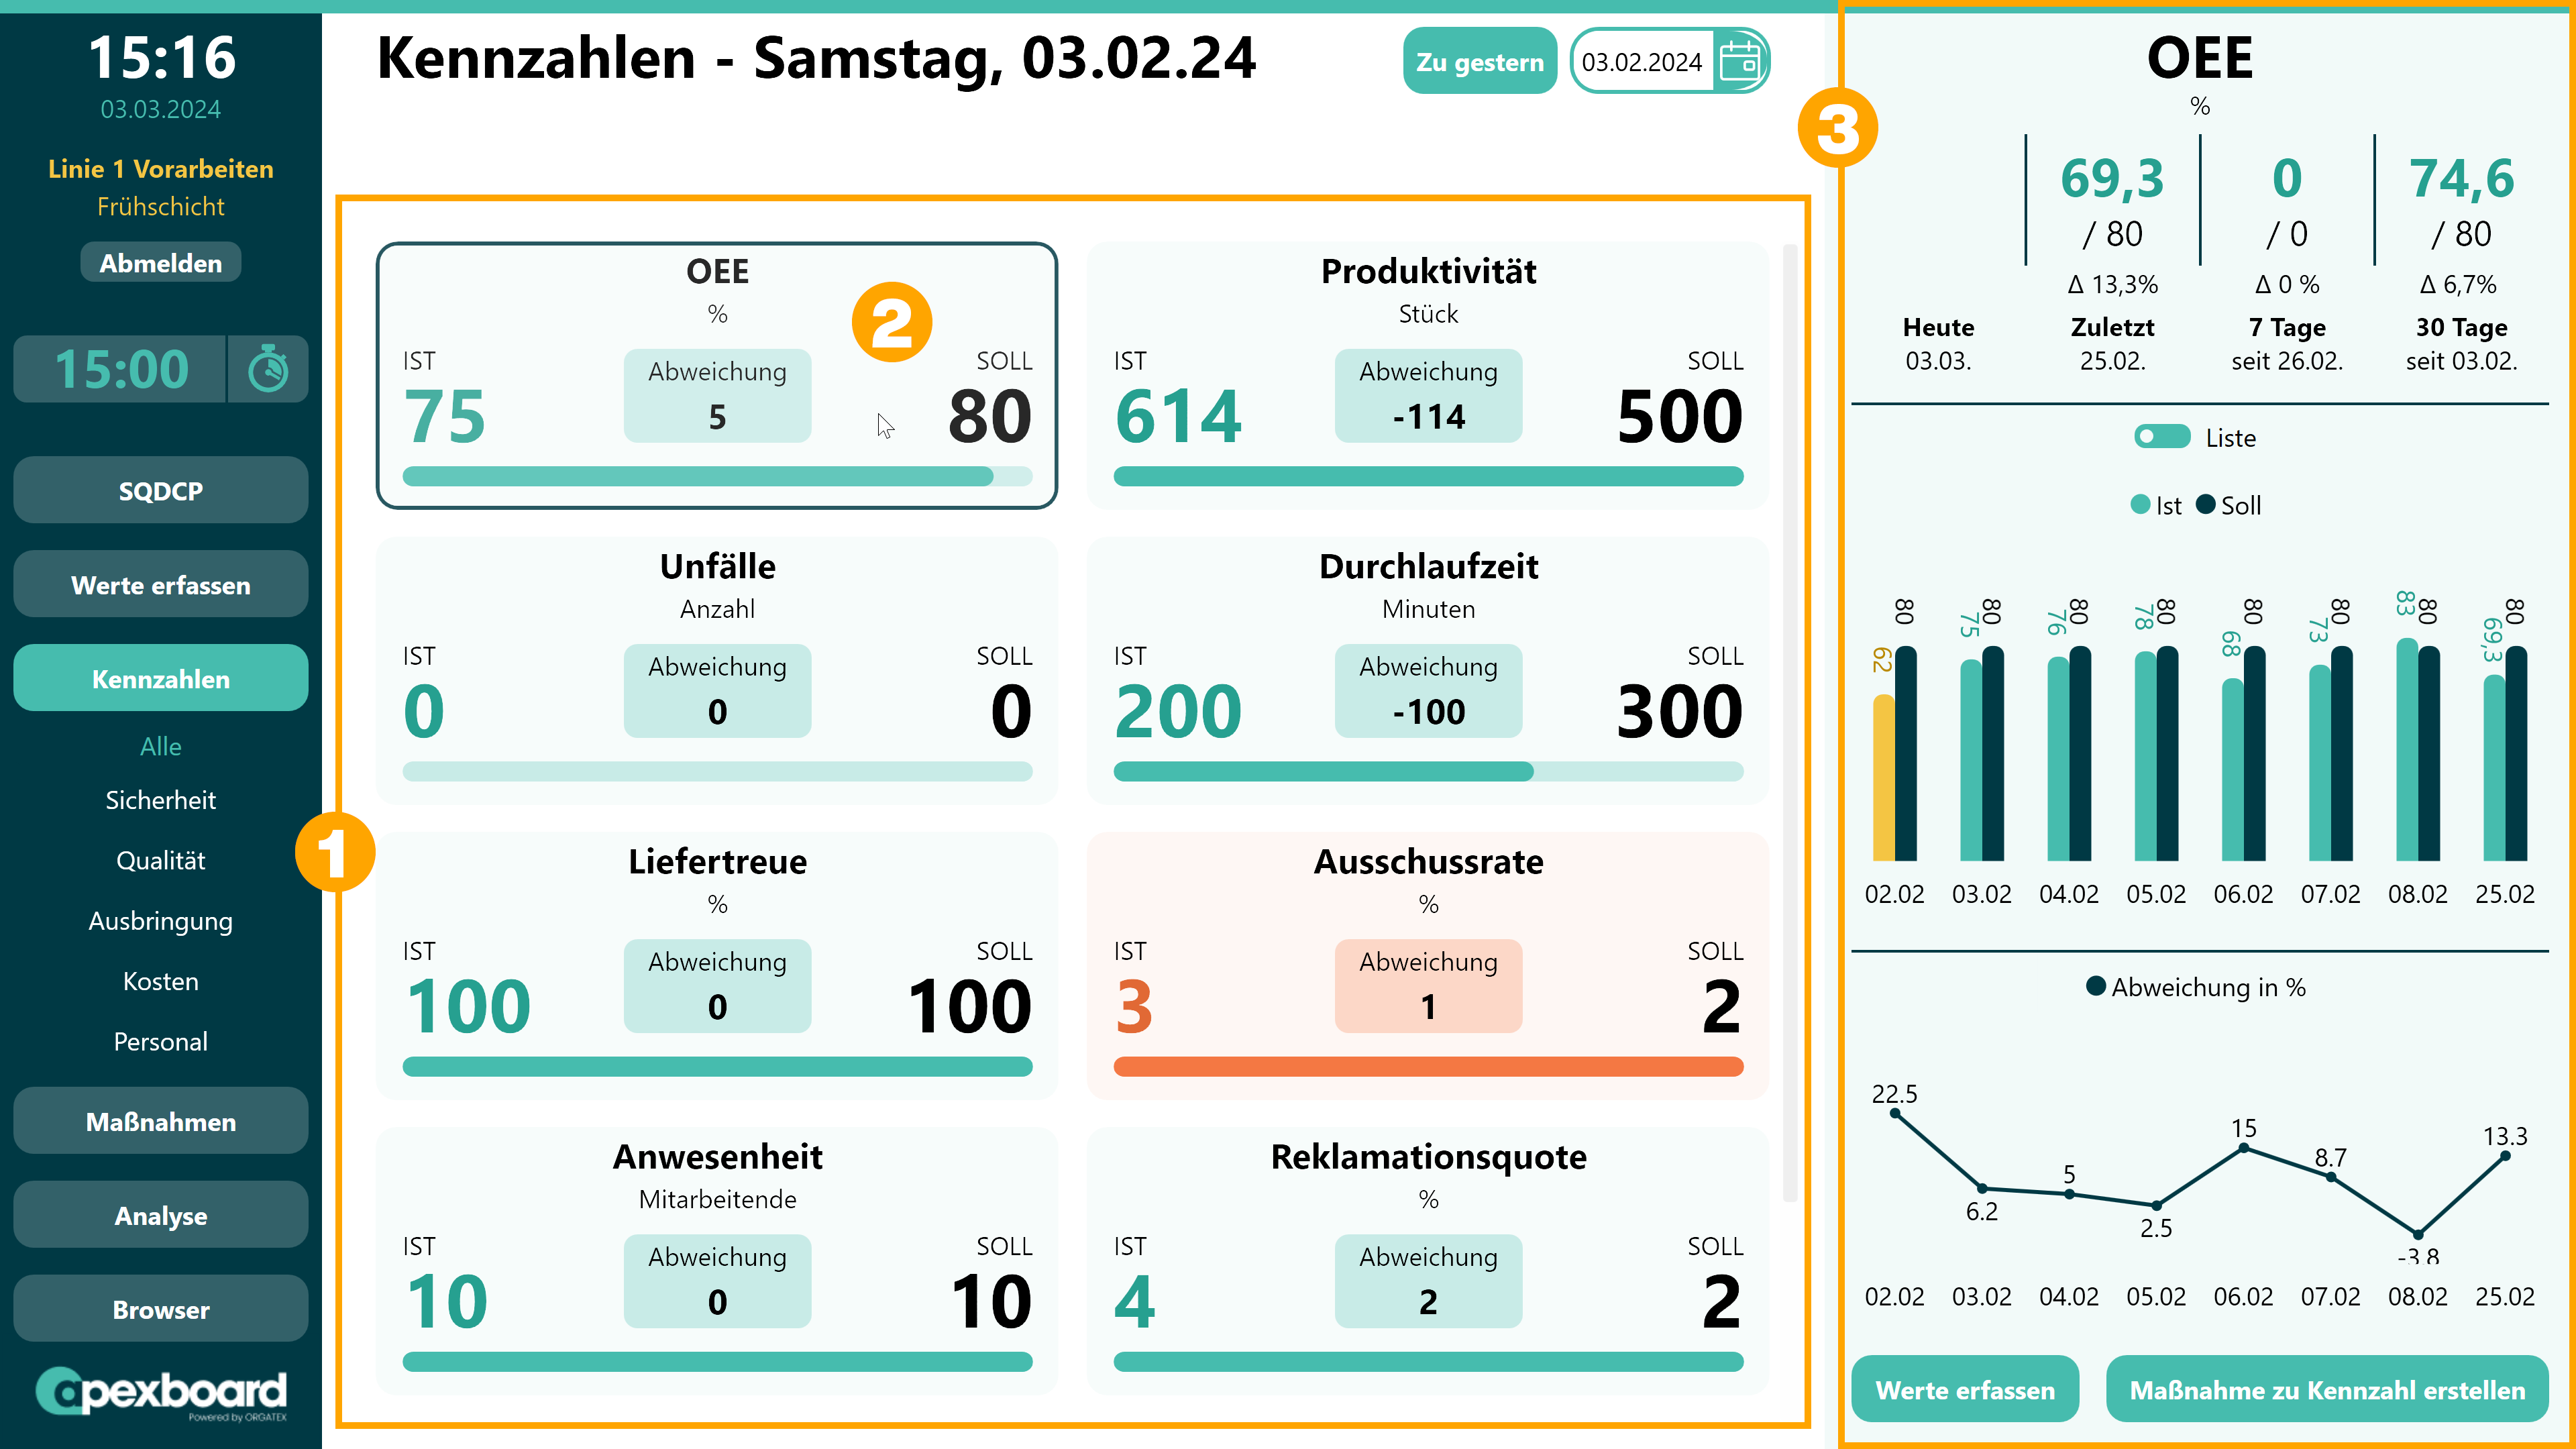 15:16
03.03.2024
Linie 1 Vorarbeiten
Frühschicht
Abmelden
15:00
SQDCP
Werte erfassen
Kennzahlen
Alle
Sicherheit
Qualität
Ausbringung
Kosten
Personal
Maßnahmen
Analyse
Browser
apexboard
Powered by ORGATEX
1
Kennzahlen - Samstag, 03.02.24
Zu gestern
03.02.2024
OEE
%
2
IST
Abweichung
SOLL
75
5
80
Produktivität
Stück
IST
Abweichung
SOLL
614
-114
500
Unfälle
Anzahl
IST
Abweichung
SOLL
0
0
0
Durchlaufzeit
Minuten
IST
Abweichung
SOLL
200
-100
300
Liefertreue
%
IST
Abweichung
SOLL
100
0
100
Ausschussrate
%
IST
Abweichung
SOLL
3
1
2
Anwesenheit
Mitarbeitende
IST
Abweichung
SOLL
10
0
10
Reklamationsquote
%
IST
Abweichung
SOLL
4
2
2
3
OEE
%
69,3 0 74,6
/ 80 / 0 / 80
Δ 13,3% Δ 0 % Δ 6,7%
Heute Zuletzt 7 Tage 30 Tage
03.03. 25.02. seit 26.02. seit 03.02.
Liste
Ist Soll
62 80 75 80 76 80 78 80 68 80 73 80 83 80 69,3 80
02.02 03.02 04.02 05.02 06.02 07.02 08.02 25.02
Abweichung in %
22.5 6.2 5 2.5 15 8.7 -3.8 13.3
02.02 03.02 04.02 05.02 06.02 07.02 08.02 25.02
Werte erfassen
Maßnahme zu Kennzahl erstellen